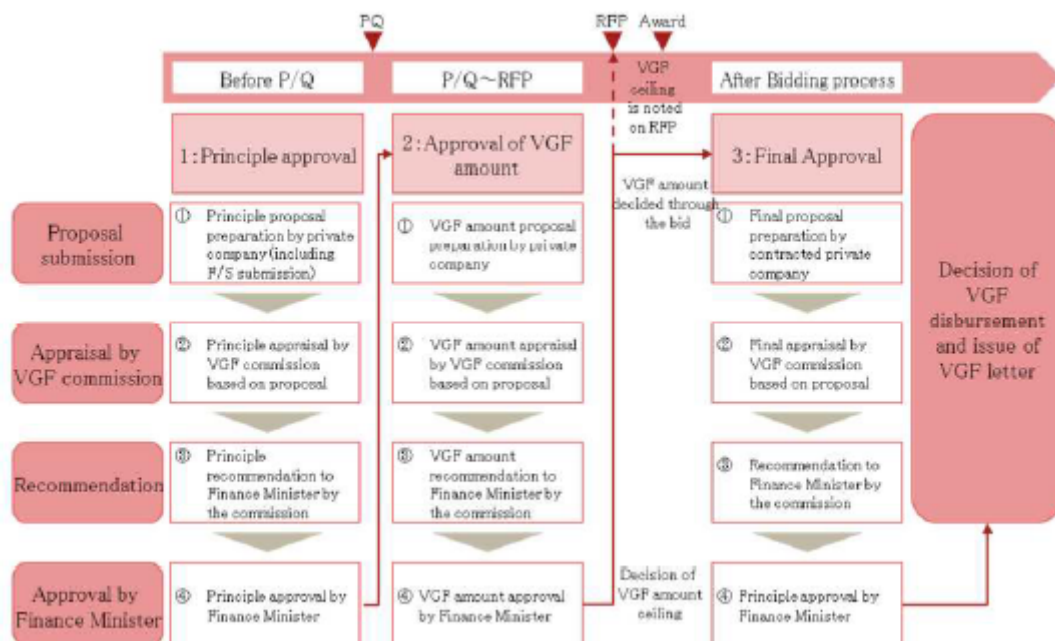 PQ
RFP
Award
Before P/Q
P/Q～RFP
VGF
ceiling
is noted
on RFP
After Bidding process
1:Principle approval
2:Approval of VGF
amount
3:Final Approval
VGF amount
decided through
the bid
Proposal
submission
① Principle proposal
preparation by private
company (including
F/S submission)
① VGF amount proposal
preparation by private
company
① Final proposal
preparation by
contracted private
company
Appraisal by
VGF commission
② Principle appraisal by
VGF commission
based on proposal
② VGF amount appraisal
by VGF commission
based on proposal
② Final appraisal by
VGF commission
based on proposal
Recommendation
③ Principle
recommendation to
Finance Minister by
the commission
③ VGF amount
recommendation to
Finance Minister by
the commission
③ Recommendation to
Finance Minister by
the commission
Approval by
Finance Minister
④ Principle approval by
Finance Minister
④ VGF amount approval
by Finance Minister
Decision of
VGF amount
ceiling
④ Principle approval by
Finance Minister
Decision of
VGF
disbursement
and issue of
VGF letter